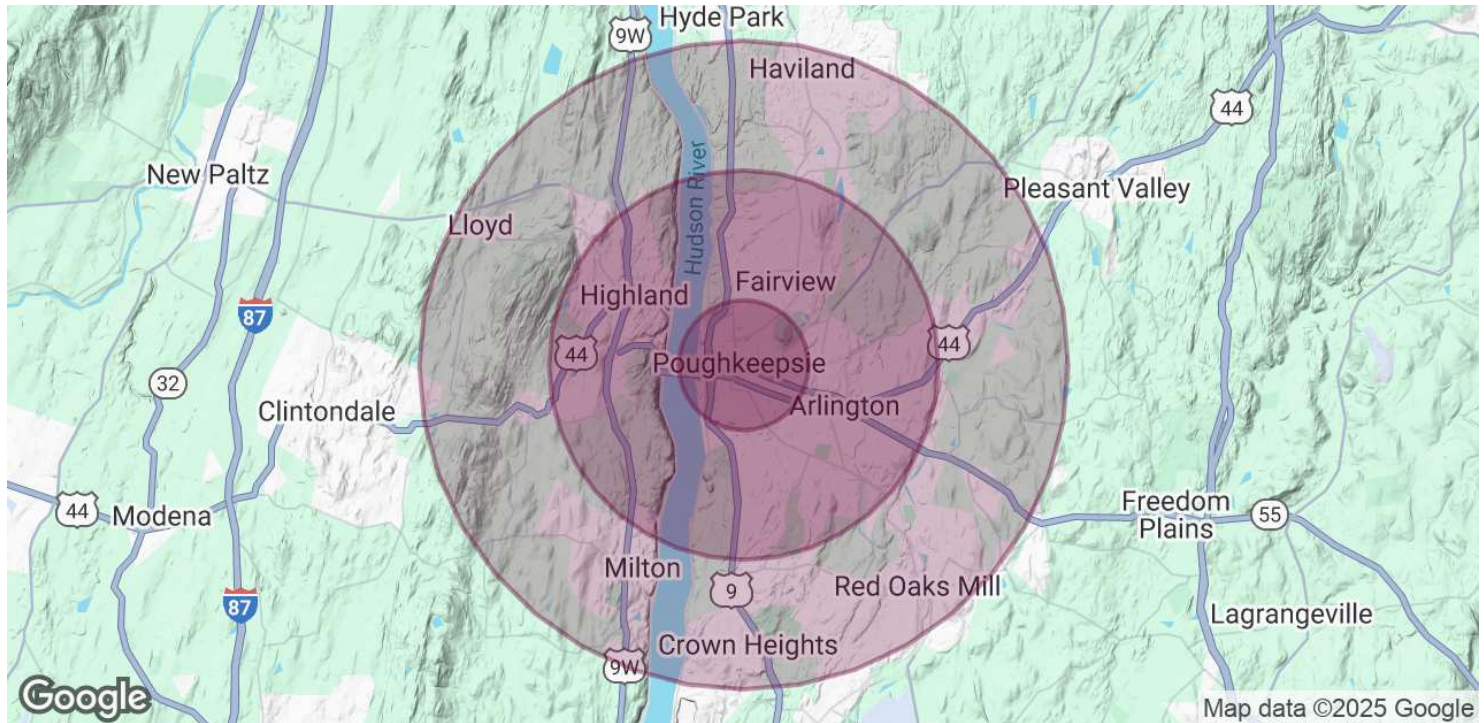 Hyde Park
9W
Haviland
44
New Paltz
Hudson River
Pleasant Valley
Lloyd
Fairview
Highland
87
44
44
Poughkeepsie
32
Clintondale
Arlington
44
Modena
Freedom
Plains
55
Milton
9
Red Oaks Mill
87
Lagrangeville
Crown Heights
9W
Google
Map data ©2025 Google